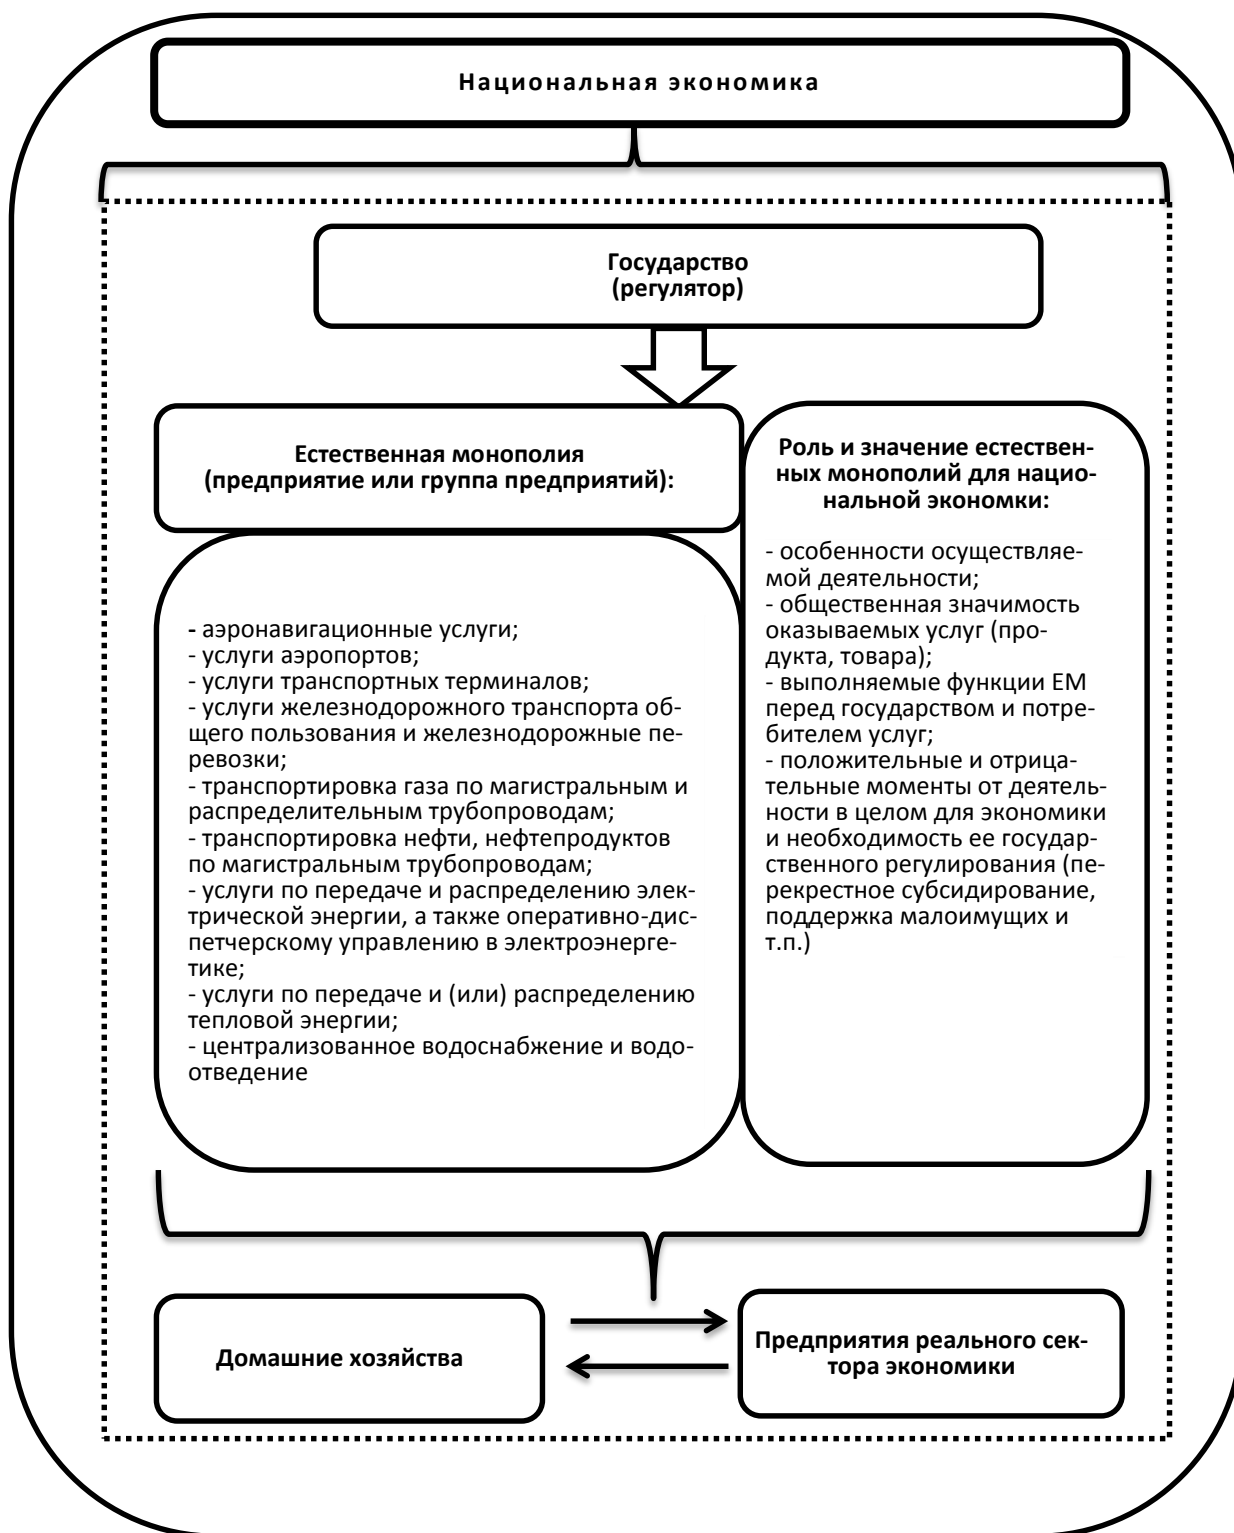 Национальная экономика
Государство
(регулятор)
Естественная монополия
(предприятие или группа предприятий):
- аэронавигационные услуги;
- услуги аэропортов;
- услуги транспортных терминалов;
- услуги железнодорожного транспорта об-
щего пользования и железнодорожные пе-
ревозки;
- транспортировка газа по магистральным и
распределительным трубопроводам;
- транспортировка нефти, нефтепродуктов
по магистральным трубопроводам;
- услуги по передаче и распределению элек-
трической энергии, а также оперативно-дис-
петчерскому управлению в электроэнерге-
тике;
- услуги по передаче и (или) распределению
тепловой энергии;
- централизованное водоснабжение и водо-
отведение
Роль и значение естествен-
ных монополий для нацио-
нальной экономки:
- особенности осуществляе-
мой деятельности;
- общественная значимость
оказываемых услуг (про-
дукта, товара);
- выполняемые функции ЕМ
перед государством и потре-
бителем услуг;
- положительные и отрица-
тельные моменты от деятель-
ности в целом для экономики
и необходимость ее государ-
ственного регулирования (пе-
рекрестное субсидирование,
поддержка малоимущих и
т.п.)
Домашние хозяйства
Предприятия реального сек-
тора экономики